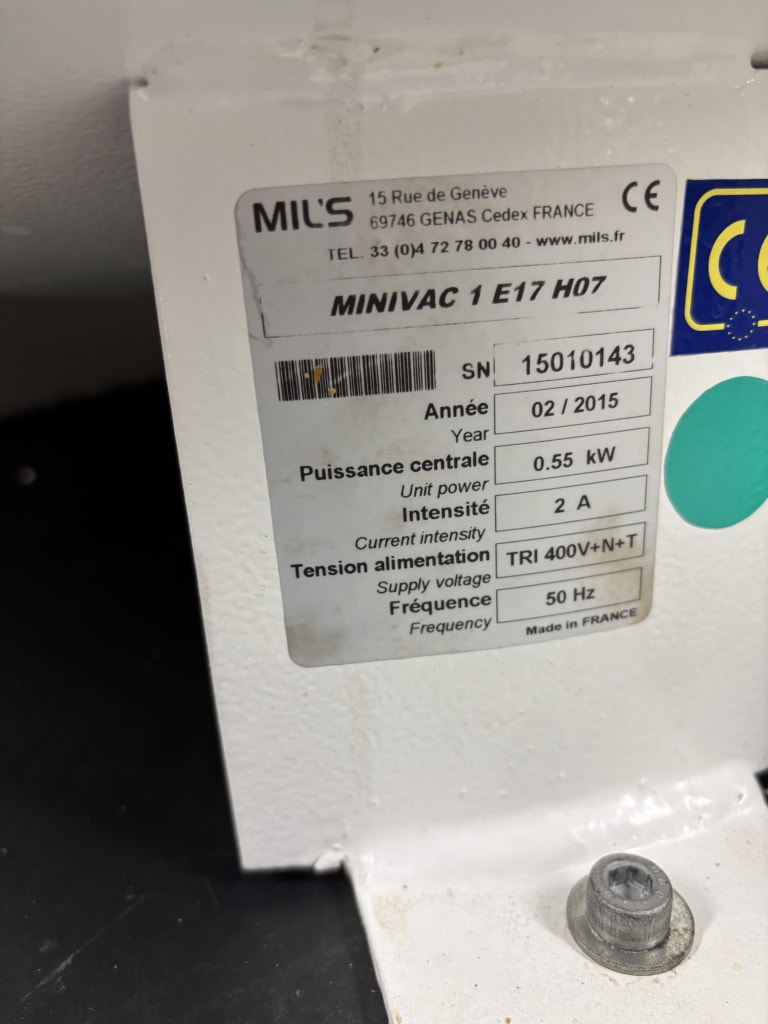 MIL'S
15 Rue de Genève
69746 GENAS Cedex FRANCE
CE
TEL. 33 (0)4 72 78 00 40 - www.mils.fr
MINIVAC 1 E17 H07
SN 15010143
Année 02 / 2015
Year
Puissance centrale 0.55 kW
Unit power
Intensité 2 A
Current intensity
Tension alimentation TRI 400V+N+T
Supply voltage
Fréquence 50 Hz
Frequency
Made in FRANCE
CE